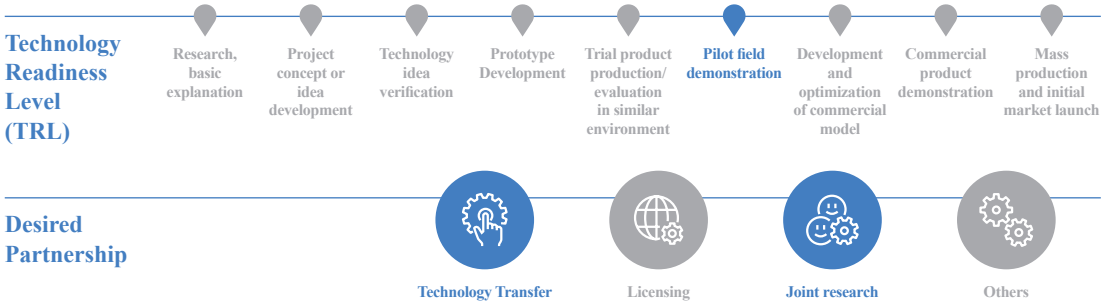 Technology
Readiness
Level
(TRL)
Research,
basic
explanation
Project
concept or
idea
development
Technology
idea
verification
Prototype
Development
Trial product
production/
evaluation
in similar
environment
Pilot field
demonstration
Development
and
optimization
of commercial
model
Commercial
product
demonstration
Mass
production
and initial
market launch
Desired
Partnership
Technology Transfer
Licensing
Joint research
Others